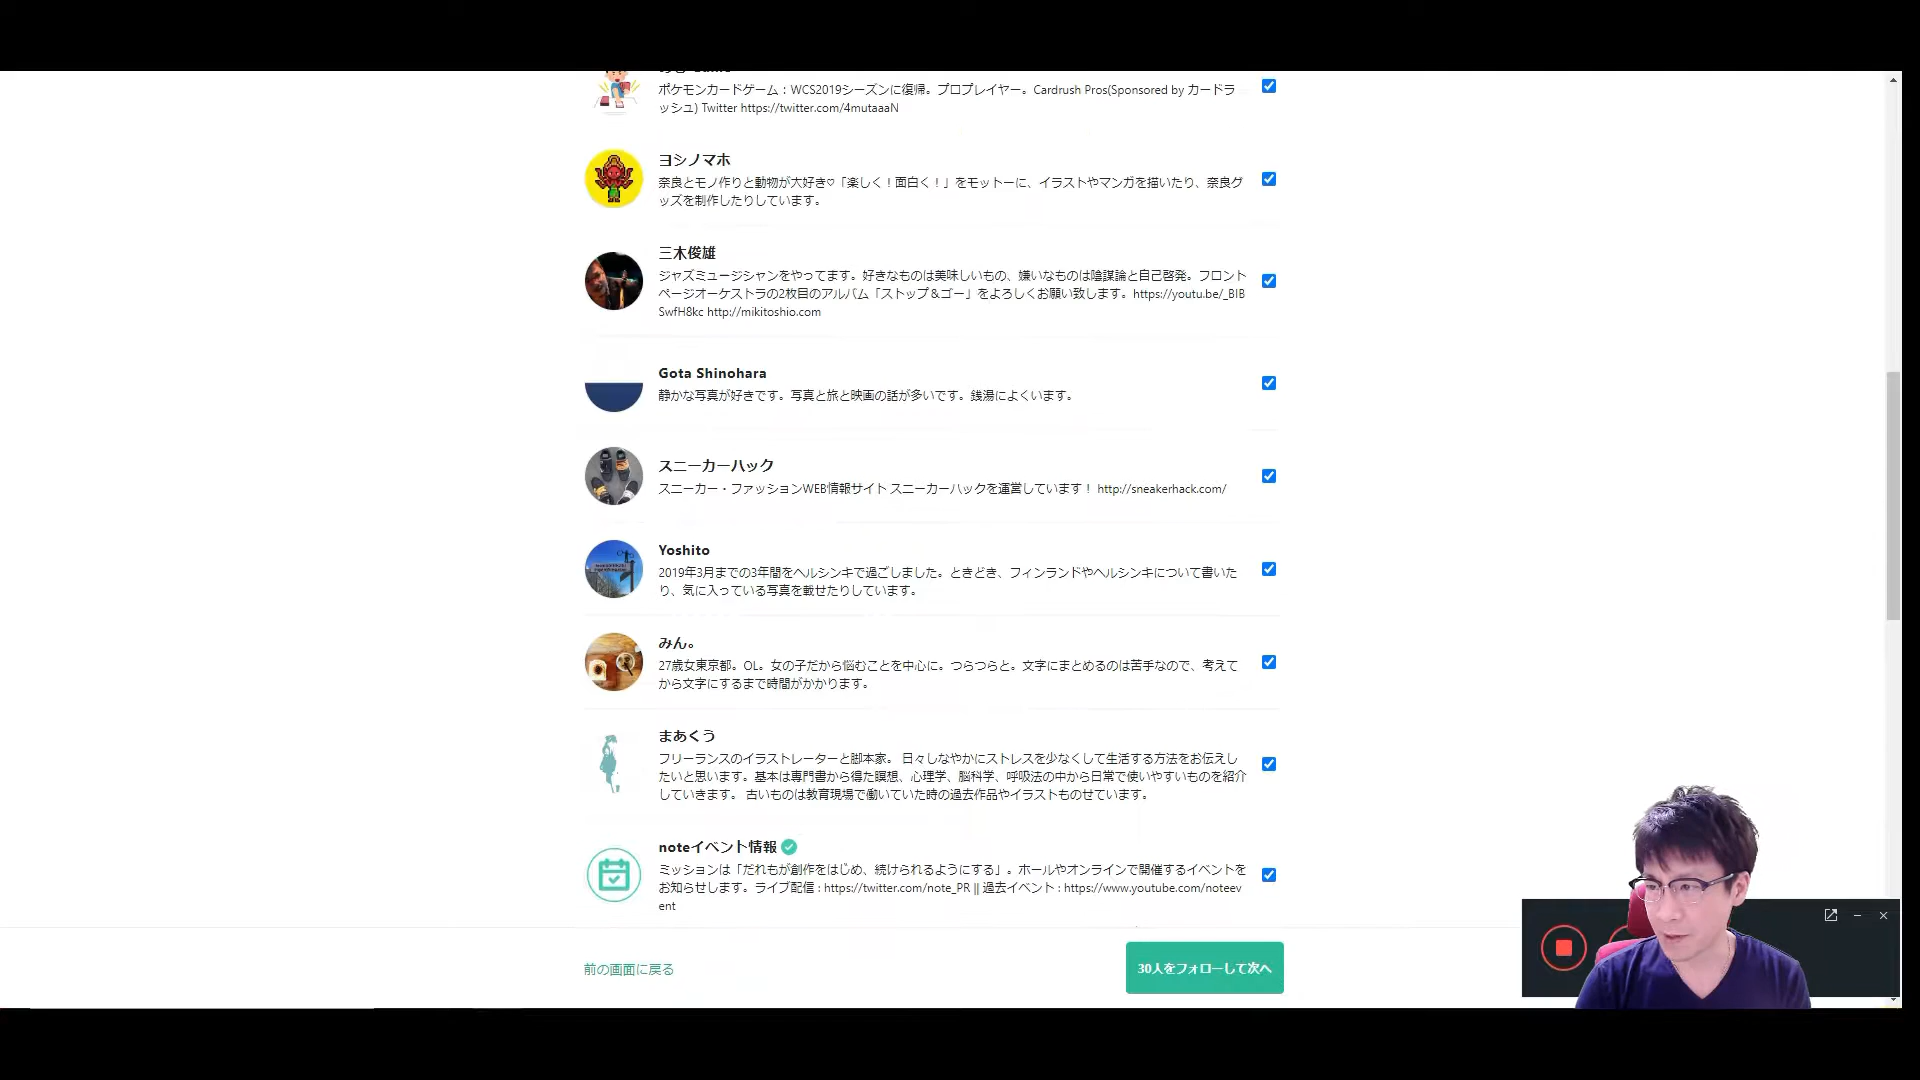 ポケモンカードゲーム：WCS2019シーズンに復帰。プロプレイヤー。Cardrush Pros(Sponsored by カードラ
ッシュ) Twitter https://twitter.com/4mutaaaN
ヨシノマホ
奈良とモノ作りと動物が大好き♡「楽しく！面白く！」をモットーに、イラストやマンガを描いたり、奈良グ
ッズを制作したりしています。
三木俊雄
ジャズミュージシャンをやってます。好きなものは美味しいもの、嫌いなものは陰謀論と自己啓発。フロント
ページオーケストラの2枚目のアルバム「ストップ＆ゴー」をよろしくお願い致します。https://youtu.be/_BIB
SwfH8kc http://mikitoshio.com
Gota Shinohara
静かな写真が好きです。写真と旅と映画の話が多いです。銭湯によくいます。
スニーカーハック
スニーカー・ファッションWEB情報サイト スニーカーハックを運営しています！ http://sneakerhack.com/
Yoshito
2019年3月までの3年間をヘルシンキで過ごしました。ときどき、フィンランドやヘルシンキについて書いた
り、気に入っている写真を載せたりしています。
みん。
27歳女東京都。OL。女の子だから悩むことを中心に。つらつらと。文字にまとめるのは苦手なので、考えて
から文字にするまで時間がかかります。
まあくう
フリーランスのイラストレーターと脚本家。 日々しなやかにストレスを少なくして生活する方法をお伝えし
たいと思います。基本は専門書から得た瞑想、心理学、脳科学、呼吸法の中から日常で使いやすいものを紹介
していきます。 古いものは教育現場で働いていた時の過去作品やイラストものせています。
noteイベント情報
ミッションは「だれもが創作をはじめ、続けられるようにする」。ホールやオンラインで開催するイベントを
お知らせします。ライブ配信 : https://twitter.com/note_PR || 過去イベント : https://www.youtube.com/noteev
ent
前の画面に戻る
30人をフォローして次へ